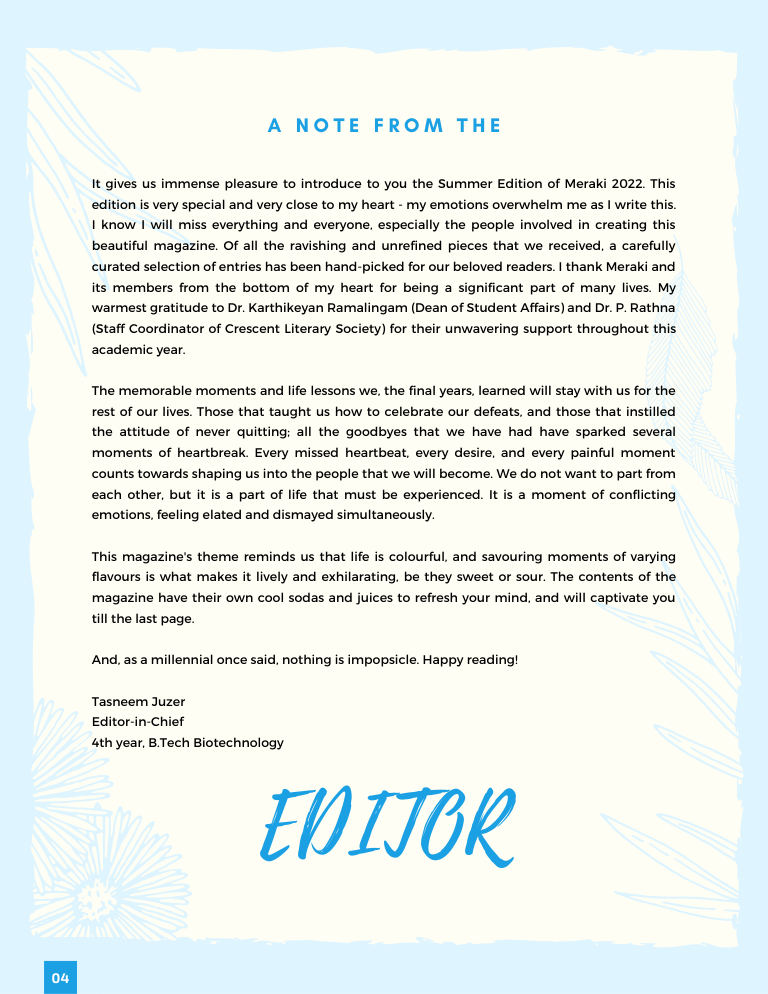 A NOTE FROM THE
It gives us immense pleasure to introduce to you the Summer Edition of Meraki 2022. This
edition is very special and very close to my heart - my emotions overwhelm me as I write this.
I know I will miss everything and everyone, especially the people involved in creating this
beautiful magazine. Of all the ravishing and unrefined pieces that we received, a carefully
curated selection of entries has been hand-picked for our beloved readers. I thank Meraki and
its members from the bottom of my heart for being a significant part of many lives. My
warmest gratitude to Dr. Karthikeyan Ramalingam (Dean of Student Affairs) and Dr. P. Rathna
(Staff Coordinator of Crescent Literary Society) for their unwavering support throughout this
academic year.
The memorable moments and life lessons we, the final years, learned will stay with us for the
rest of our lives. Those that taught us how to celebrate our defeats, and those that instilled
the attitude of never quitting; all the goodbyes that we have had have sparked several
moments of heartbreak. Every missed heartbeat, every desire, and every painful moment
counts towards shaping us into the people that we will become. We do not want to part from
each other, but it is a part of life that must be experienced. It is a moment of conflicting
emotions, feeling elated and dismayed simultaneously.
This magazine's theme reminds us that life is colourful, and savouring moments of varying
flavours is what makes it lively and exhilarating, be they sweet or sour. The contents of the
magazine have their own cool sodas and juices to refresh your mind, and will captivate you
till the last page.
And, as a millennial once said, nothing is impopsicle. Happy reading!
Tasneem Juzer
Editor-in-Chief
4th year, B.Tech Biotechnology
EDITOR
04